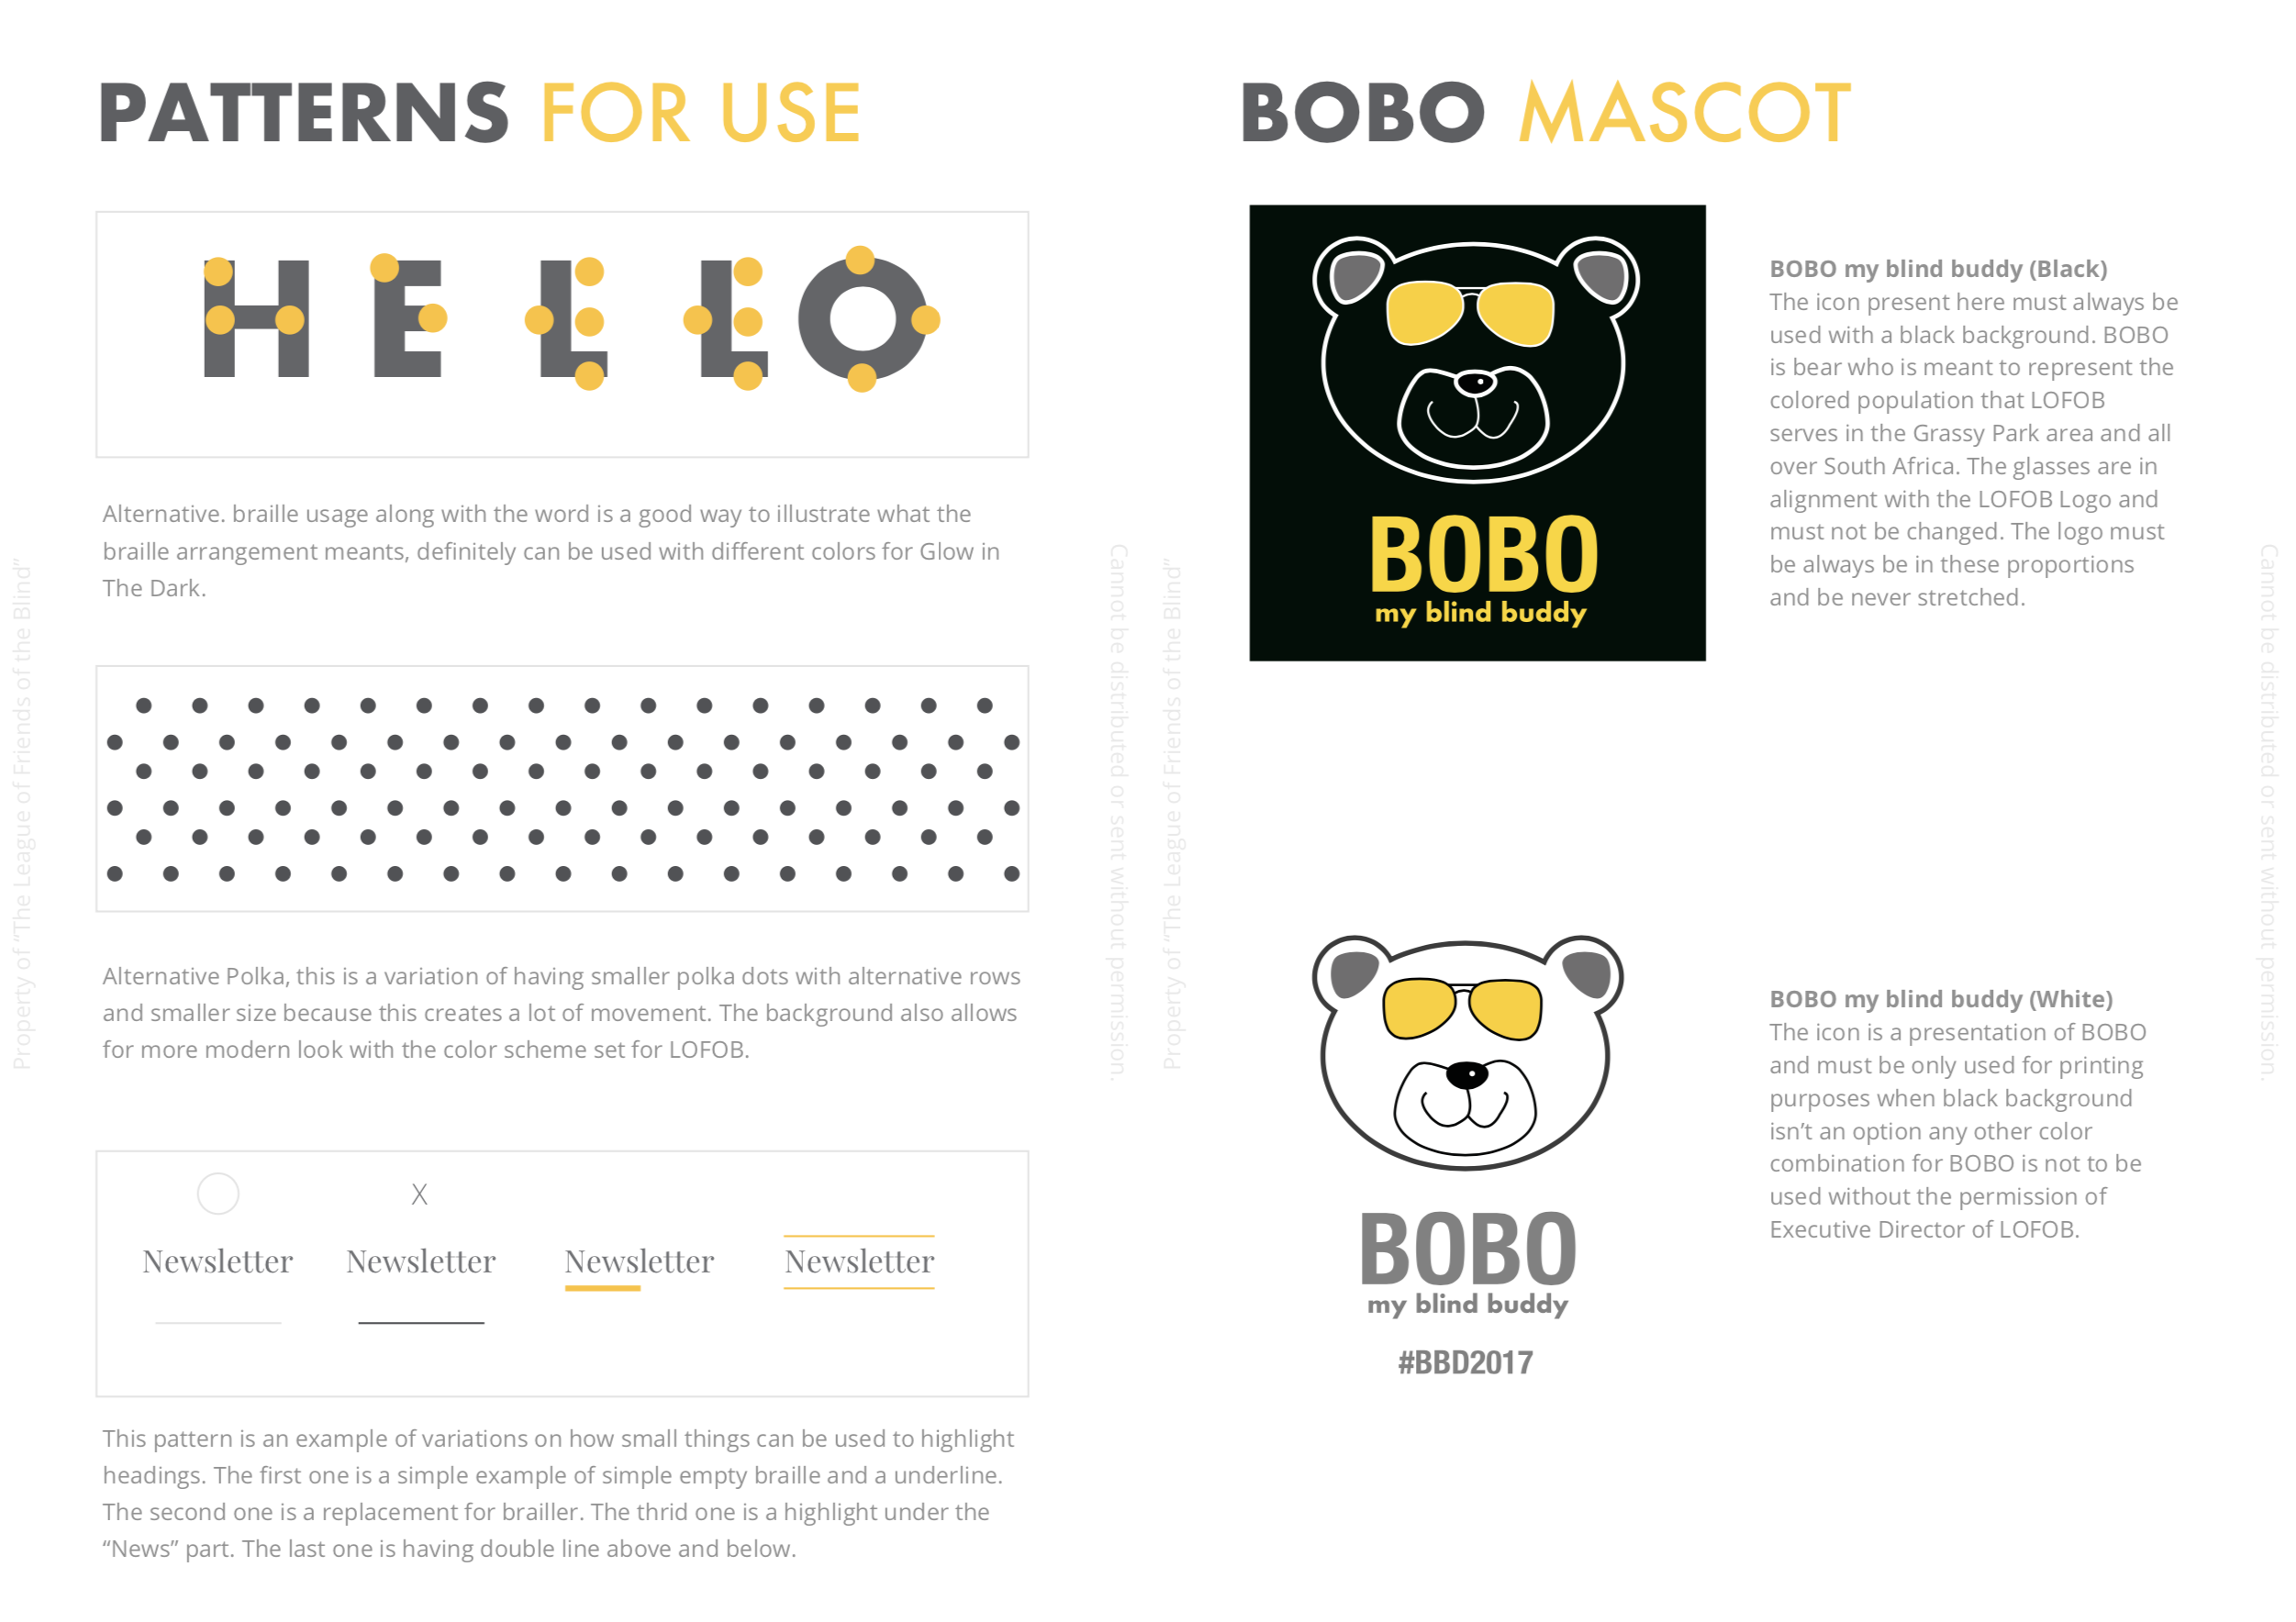 PATTERNS FOR USE
HELLO
Alternative. braille usage along with the word is a good way to illustrate what the
braille arrangement meants, definitely can be used with different colors for Glow in
The Dark.
Alternative Polka, this is a variation of having smaller polka dots with alternative rows
and smaller size because this creates a lot of movement. The background also allows
for more modern look with the color scheme set for LOFOB.
X
Newsletter Newsletter Newsletter Newsletter
This pattern is an example of variations on how small things can be used to highlight
headings. The first one is a simple example of simple empty braille and a underline.
The second one is a replacement for brailler. The thrid one is a highlight under the
“News” part. The last one is having double line above and below.
Property of “The League of Friends of the Blind”
Cannot be distributed or sent without permission.
BOBO MASCOT
BOBO
my blind buddy
BOBO my blind buddy (Black)
The icon present here must always be
used with a black background. BOBO
is bear who is meant to represent the
colored population that LOFOB
serves in the Grassy Park area and all
over South Africa. The glasses are in
alignment with the LOFOB Logo and
must not be changed. The logo must
be always be in these proportions
and be never stretched.
BOBO
my blind buddy
#BBD2017
BOBO my blind buddy (White)
The icon is a presentation of BOBO
and must be only used for printing
purposes when black background
isn’t an option any other color
combination for BOBO is not to be
used without the permission of
Executive Director of LOFOB.
Property of “The League of Friends of the Blind”
Cannot be distributed or sent without permission.